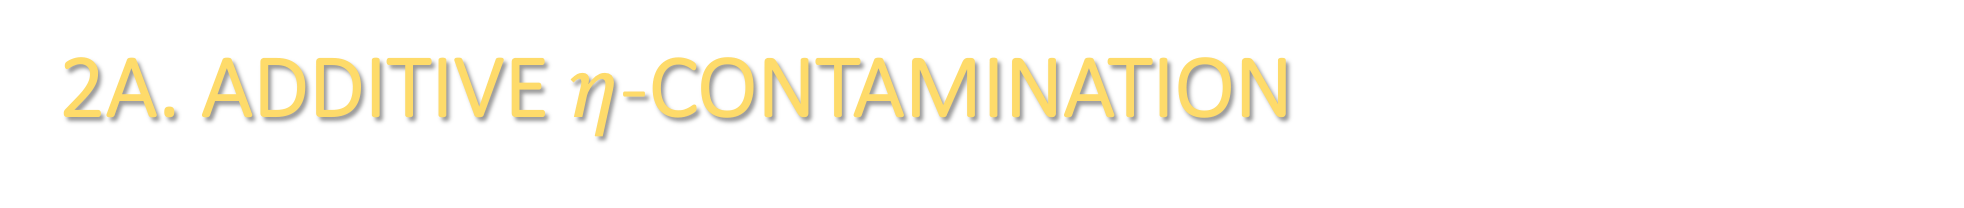 2A. ADDITIVE 𝜂-CONTAMINATION